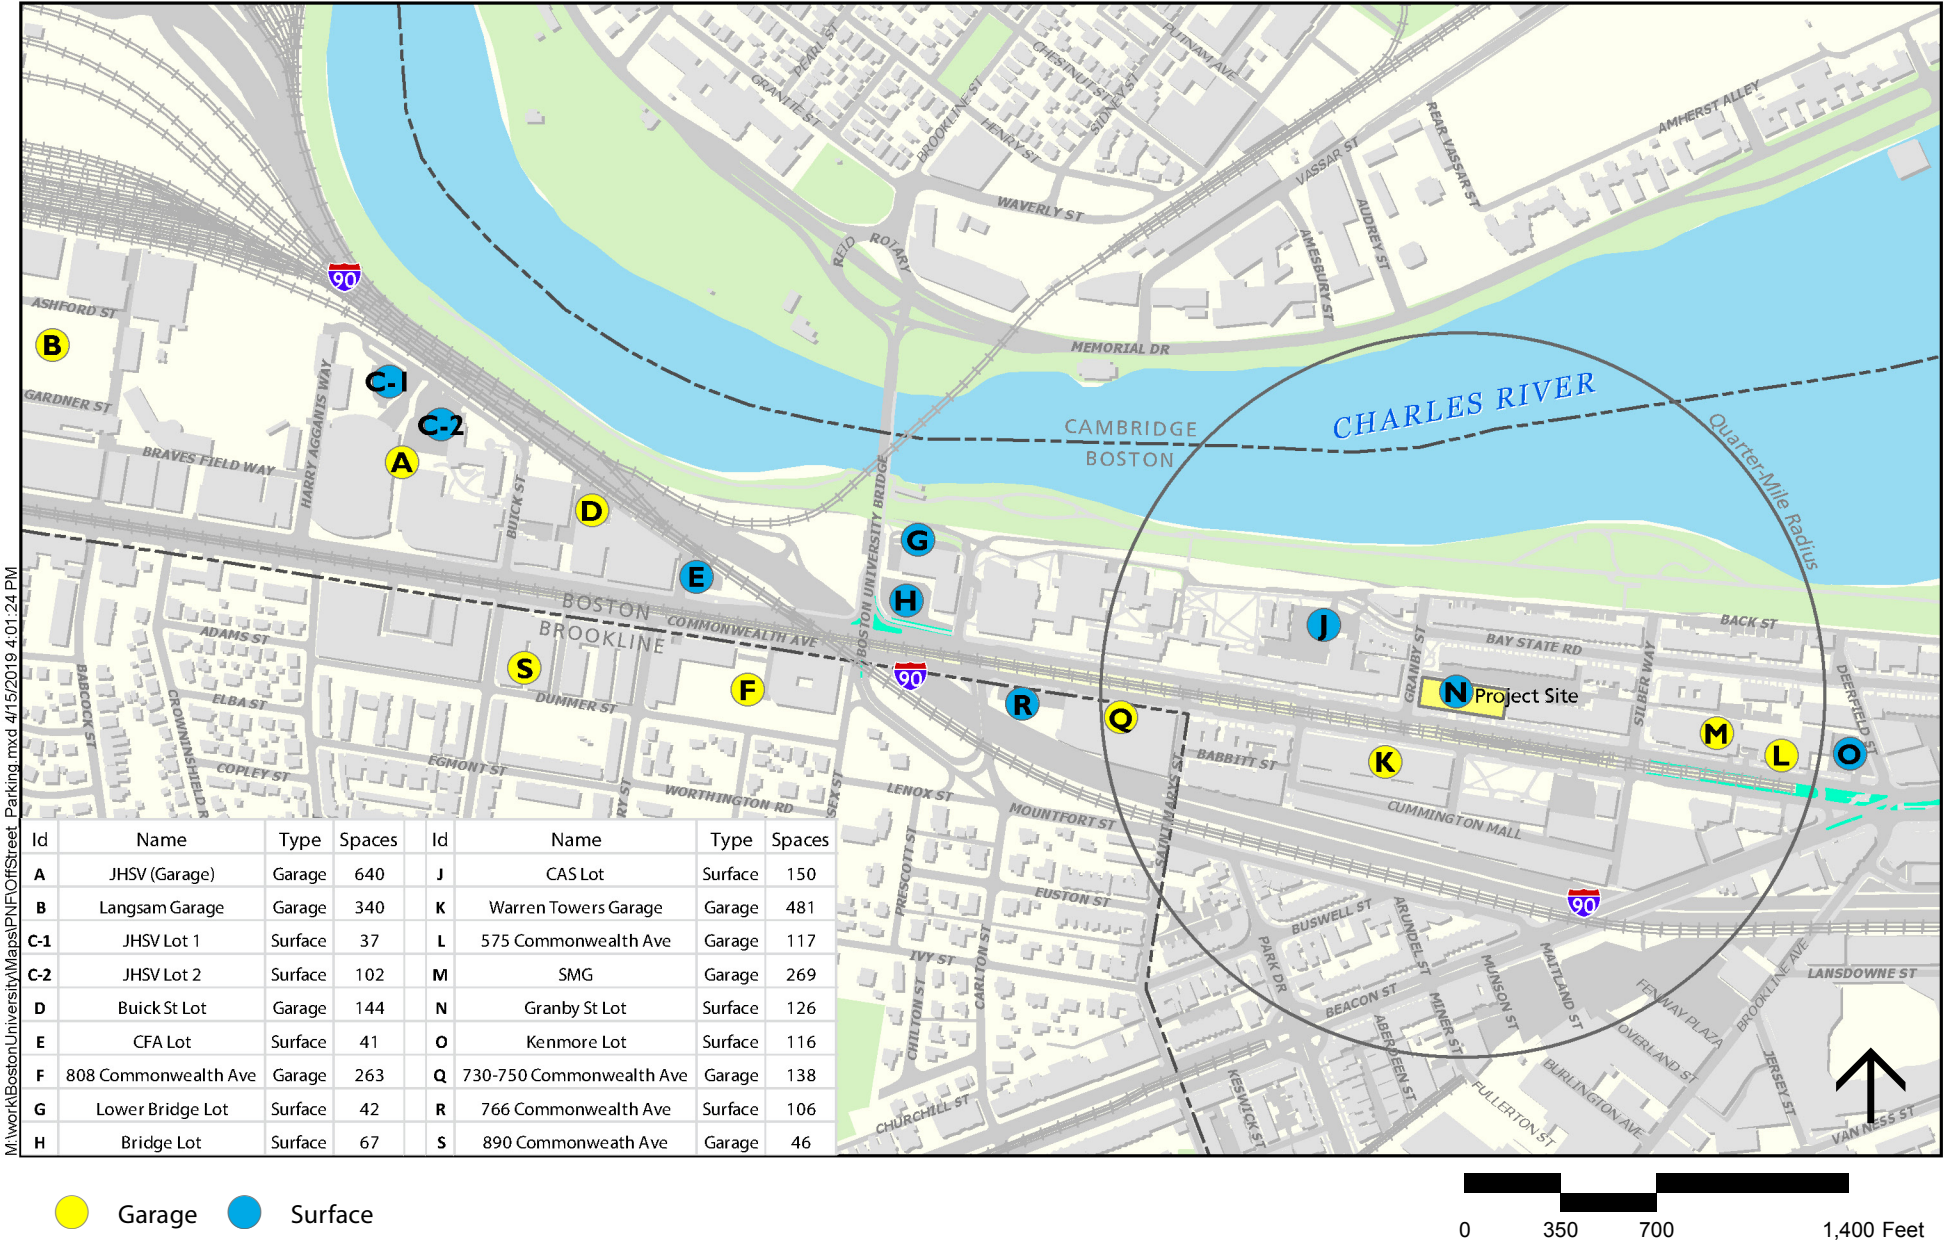 PEARL ST
GRANITE ST
BROOKLINE ST
CHESTNUT ST
SIDNEY ST
HENRY ST
PUTNAM AVE
WAVERLY ST
VASSAR ST
REAR VASSAR ST
AMHERST ALLEY
AUDREY ST
AMESBURY ST
REID ROTARY
MEMORIAL DR
90
ASHFORD ST
B
GARDNER ST
C-1
C-2
A
HARRY AGGANIS WAY
BRAVES FIELD WAY
BUICK ST
D
E
G
H
BOSTON UNIVERSITY BRIDGE
CAMBRIDGE
BOSTON
CHARLES RIVER
Quarter-Mile Radius
BOSTON
BROOKLINE
COMMONWEALTH AVE
ADAMS ST
BABCOCK ST
CROWNINSHIELD R
ELBA ST
COPLEY ST
S
DUMMER ST
EGMONT ST
F
WORTHINGTON RD
RY ST
SEX ST
90
R
Q
J
GRANBY ST
N
Project Site
BAY STATE RD
BACK ST
SILBER WAY
DEERFIELD ST
M
L
O
K
BABBITT ST
CUMMINGTON MALL
SAINT MARYS ST
LENOX ST
MOUNTFORT ST
PRESCOTT ST
EUSTON ST
IVY ST
CARLTON ST
CHILTON ST
CHURCHILL ST
BUSWELL ST
ARUNDEL ST
PARK DR
BEACON ST
MUNSON ST
MAITLAND ST
MINER ST
ABERDEEN ST
KESWICK ST
FULLERTON ST
BURLINGTON AVE
OVERLAND ST
FENWAY PLAZA
BROOKLINE AVE
JERSEY ST
LANSDOWNE ST
VAN NESS ST
90
M:\work\BostonUniversity\Maps\PNF\OffStreet_Parking.mxd 4/15/2019 4:01:24 PM
Id Name Type Spaces Id Name Type Spaces
A JHSV (Garage) Garage 640 J CAS Lot Surface 150
B Langsam Garage Garage 340 K Warren Towers Garage Garage 481
C-1 JHSV Lot 1 Surface 37 L 575 Commonwealth Ave Garage 117
C-2 JHSV Lot 2 Surface 102 M SMG Garage 269
D Buick St Lot Garage 144 N Granby St Lot Surface 126
E CFA Lot Surface 41 O Kenmore Lot Surface 116
F 808 Commonwealth Ave Garage 263 Q 730-750 Commonwealth Ave Garage 138
G Lower Bridge Lot Surface 42 R 766 Commonwealth Ave Surface 106
H Bridge Lot Surface 67 S 890 Commonweath Ave Garage 46
Garage Surface
0 350 700 1,400 Feet